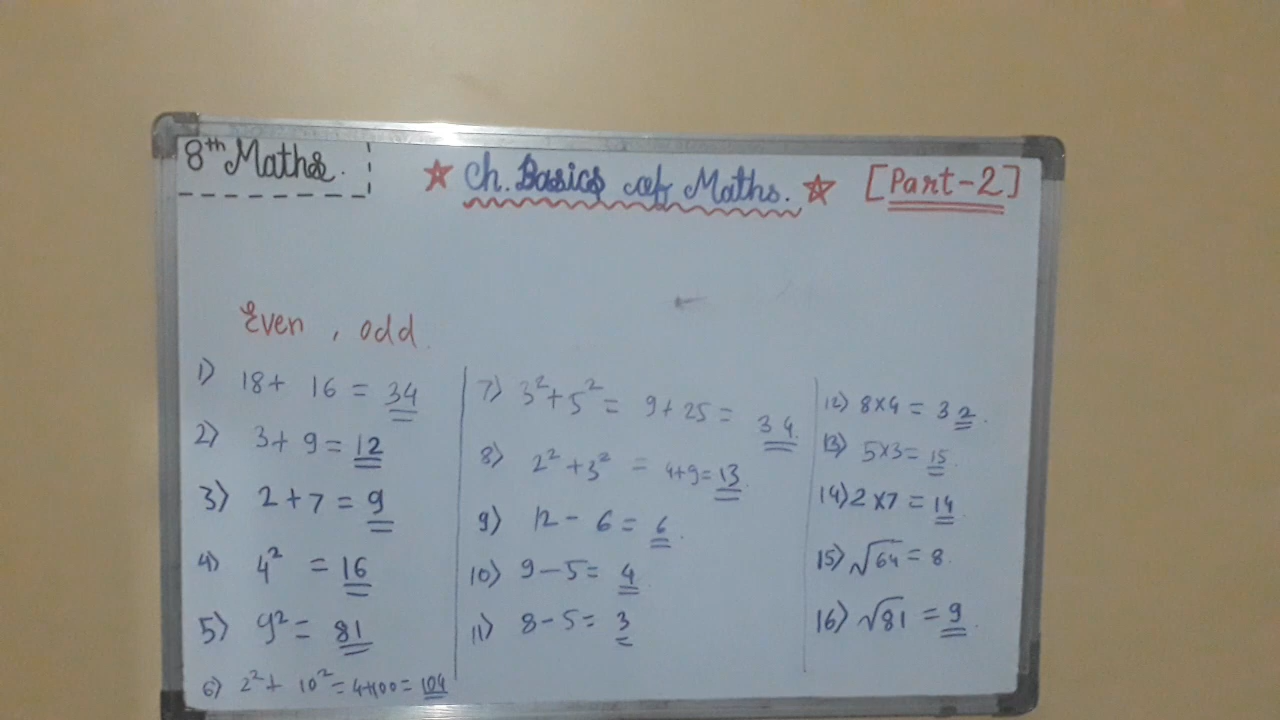 8th Maths.
☆ Ch. Basics of Maths. ☆ [Part-2]
Even , odd.
1) 18 + 16 = 34
2) 3 + 9 = 12
3) 2 + 7 = 9
4) 4² = 16
5) 9² = 81
6) 2² + 10² = 4+100 = 104
7) 3² + 5² = 9 + 25 = 34
8) 2² + 3² = 4+9 = 13
9) 12 - 6 = 6
10) 9 - 5 = 4
11) 8 - 5 = 3
12) 8×4 = 32.
13) 5×3 = 15
14) 2×7 = 14
15) √64 = 8
16) √81 = 9